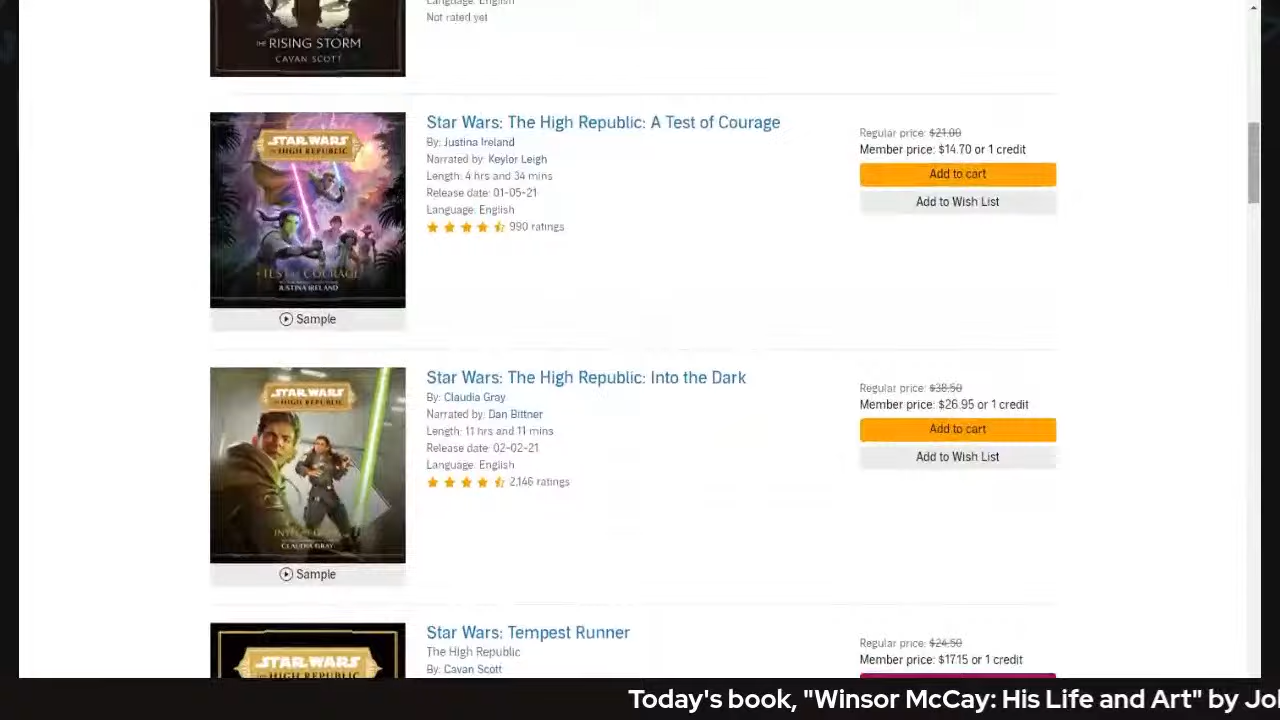 Language: English
Not rated yet
THE RISING STORM
CAVAN SCOTT
Star Wars: The High Republic: A Test of Courage
By: Justina Ireland
Narrated by: Keylor Leigh
Length: 4 hrs and 34 mins
Release date: 01-05-21
Language: English
990 ratings
Regular price: $21.00
Member price: $14.70 or 1 credit
Add to cart
Add to Wish List
STAR WARS
THE HIGH REPUBLIC
A TEST OF COURAGE
JUSTINA IRELAND
Sample
Star Wars: The High Republic: Into the Dark
By: Claudia Gray
Narrated by: Dan Bittner
Length: 11 hrs and 11 mins
Release date: 02-02-21
Language: English
2,146 ratings
Regular price: $38.50
Member price: $26.95 or 1 credit
Add to cart
Add to Wish List
STAR WARS
THE HIGH REPUBLIC
CLAUDIA GRAY
Sample
Star Wars: Tempest Runner
The High Republic
By: Cavan Scott
Regular price: $24.50
Member price: $17.15 or 1 credit
STAR WARS
THE HIGH REPUBLIC
Today's book, "Winsor McCay: His Life and Art" by Jo